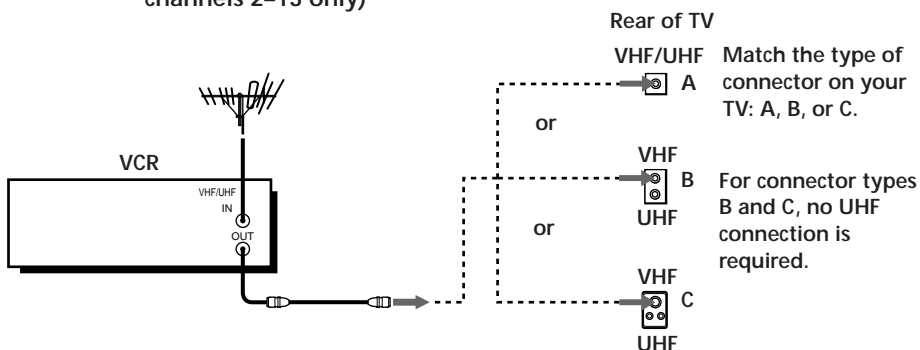 channels 2–13 only)
Rear of TV
VHF/UHF
A
Match the type of
connector on your
TV: A, B, or C.
or
VCR
VHF/UHF
IN
OUT
VHF
B
UHF
For connector types
B and C, no UHF
connection is
required.
or
VHF
C
UHF